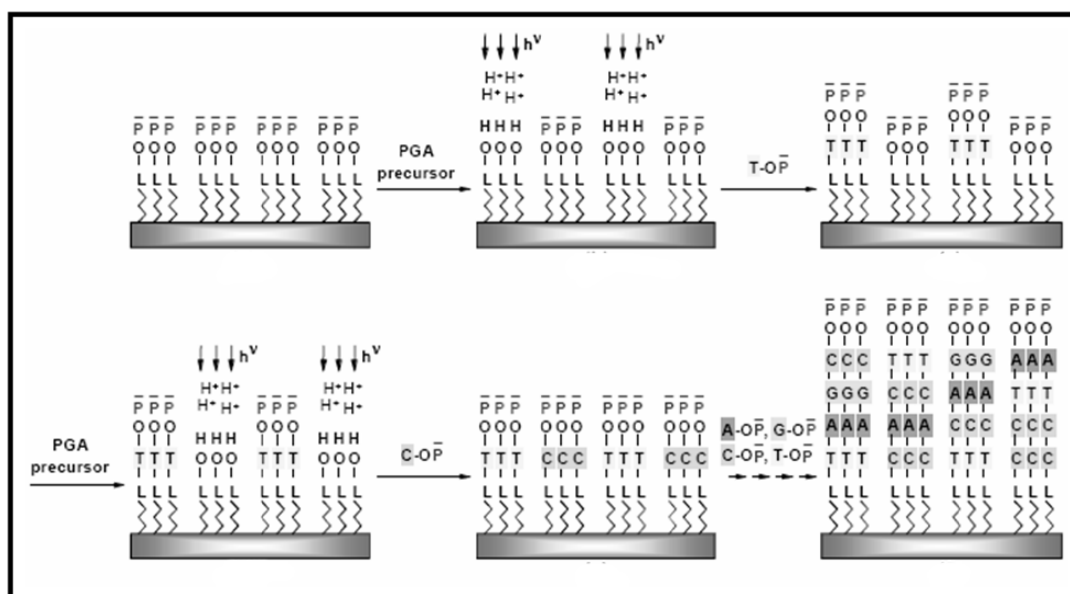 P̅P̅P̅ P̅P̅P̅ P̅P̅P̅ P̅P̅P̅
OOO OOO OOO OOO
LLL LLL LLL LLL
PGA
precursor
hν hν
H⁺H⁺ H⁺H⁺
H⁺H⁺ H⁺H⁺
HHH P̅P̅P̅ HHH P̅P̅P̅
OOO OOO OOO OOO
LLL LLL LLL LLL
T-OP̅
P̅P̅P̅ P̅P̅P̅
OOO OOO
P̅P̅P̅ P̅P̅P̅
TTT OOO TTT OOO
LLL LLL LLL LLL
PGA
precursor
hν hν
H⁺H⁺ H⁺H⁺
H⁺H⁺ H⁺H⁺
P̅P̅P̅ P̅P̅P̅
OOO OOO
HHH HHH
TTT OOO TTT OOO
LLL LLL LLL LLL
C-OP̅
P̅P̅P̅ P̅P̅P̅ P̅P̅P̅ P̅P̅P̅
OOO OOO OOO OOO
TTT CCC TTT CCC
LLL LLL LLL LLL
A-OP̅, G-OP̅
C-OP̅, T-OP̅
P̅P̅P̅ P̅P̅P̅ P̅P̅P̅ P̅P̅P̅
OOO OOO OOO OOO
CCC TTT GGG AAA
GGG CCC AAA TTT
AAA AAA CCC CCC
TTT CCC TTT CCC
LLL LLL LLL LLL